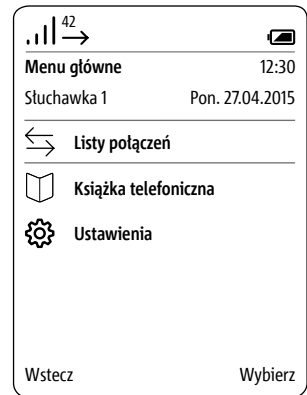 42
Menu główne 12:30
Słuchawka 1 Pon. 27.04.2015
Listy połączeń
Książka telefoniczna
Ustawienia
Wstecz Wybierz